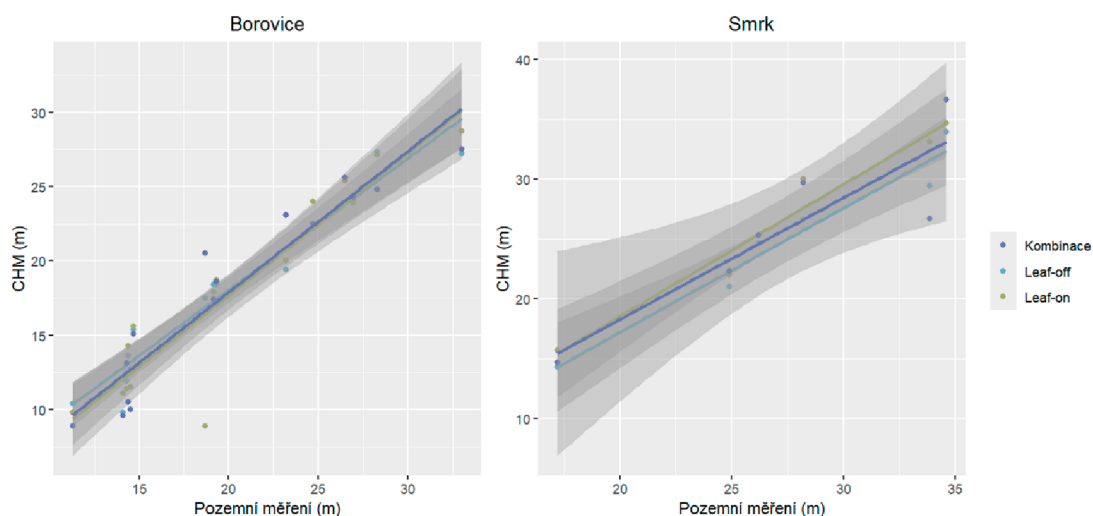 Borovice
CHM (m)
30
25
20
15
10
15 20 25 30
Pozemní měření (m)
Smrk
CHM (m)
40
30
20
10
20 25 30 35
Pozemní měření (m)
Kombinace
Leaf-off
Leaf-on